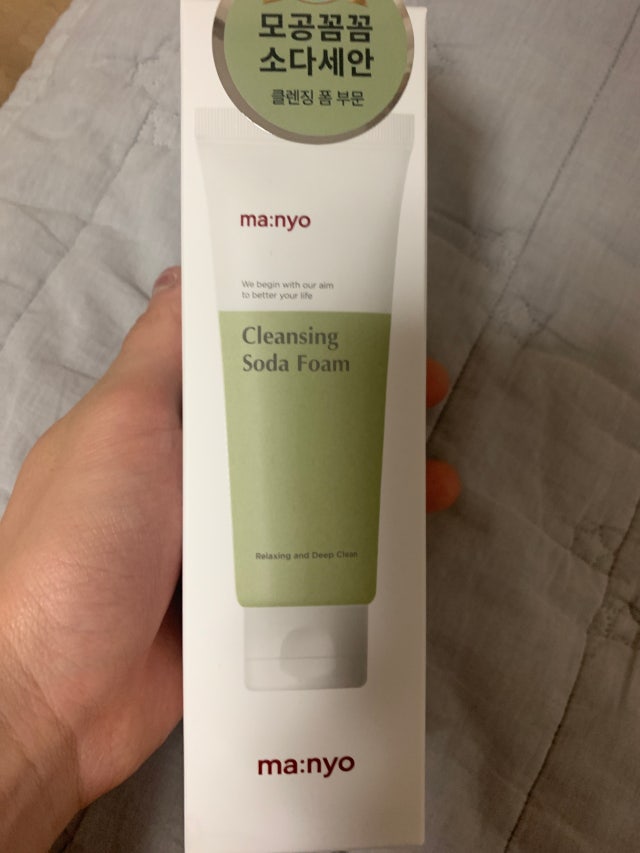 모공꼼꼼
소다세안
클렌징 폼 부문
ma:nyo
We begin with our aim
to better your life
Cleansing
Soda Foam
Relaxing and Deep Clean
ma:nyo